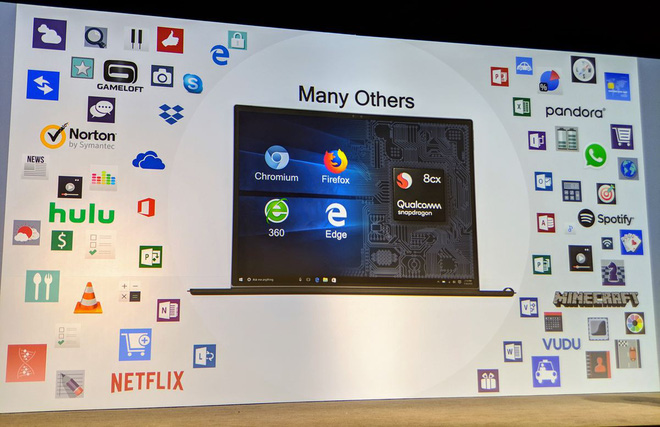 Many Others
GAMELOFT
Norton
by Symantec
NEWS
hulu
NETFLIX
Chromium
Firefox
360
Edge
8cx
Qualcomm
snapdragon
%
pandora
Spotify
MINECRAFT
VUDU